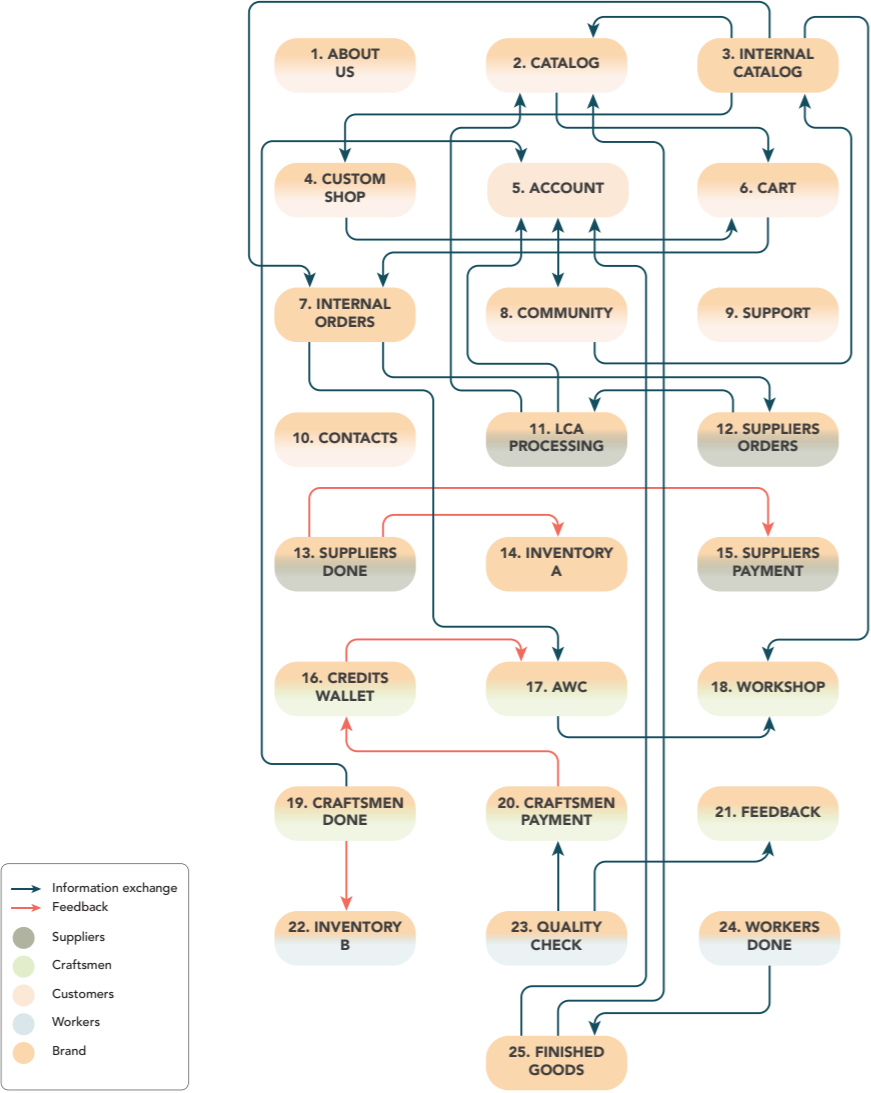 1. ABOUT
US
2. CATALOG
3. INTERNAL
CATALOG
4. CUSTOM
SHOP
5. ACCOUNT
6. CART
7. INTERNAL
ORDERS
8. COMMUNITY
9. SUPPORT
10. CONTACTS
11. LCA
PROCESSING
12. SUPPLIERS
ORDERS
13. SUPPLIERS
DONE
14. INVENTORY
A
15. SUPPLIERS
PAYMENT
16. CREDITS
WALLET
17. AWC
18. WORKSHOP
19. CRAFTSMEN
DONE
20. CRAFTSMEN
PAYMENT
21. FEEDBACK
22. INVENTORY
B
23. QUALITY
CHECK
24. WORKERS
DONE
25. FINISHED
GOODS
Information exchange
Feedback
Suppliers
Craftsmen
Customers
Workers
Brand